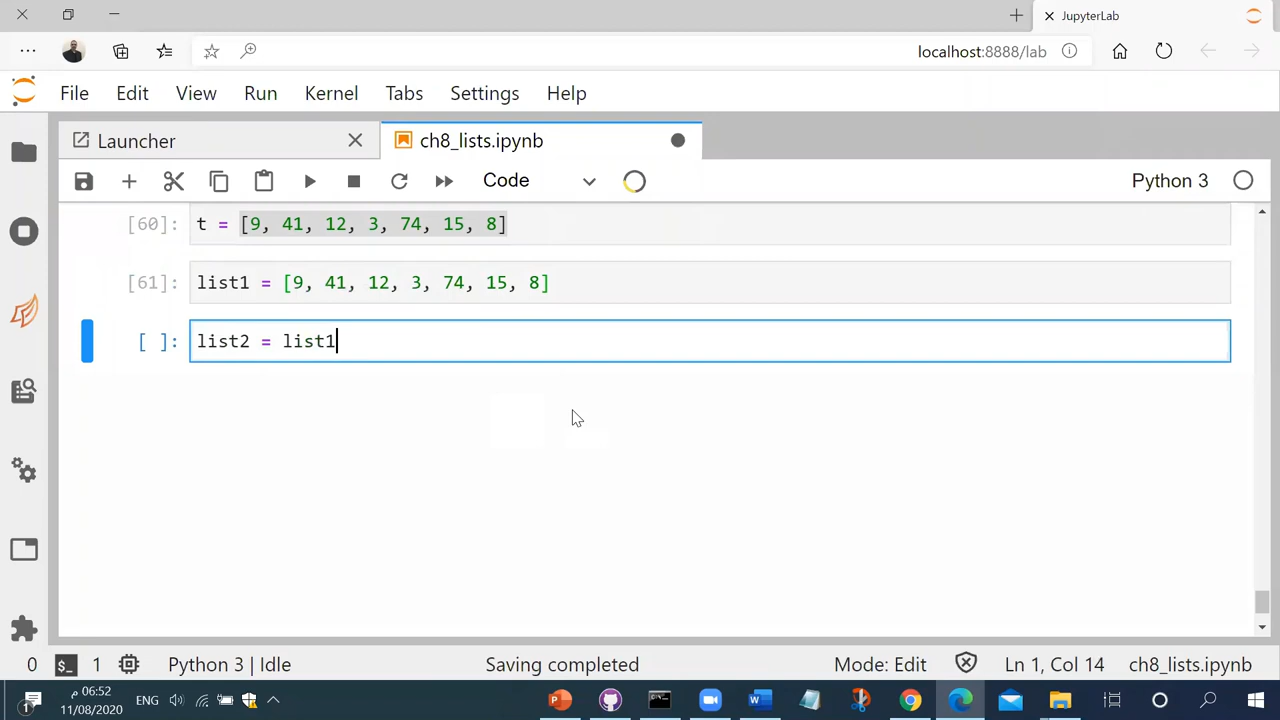 JupyterLab
localhost:8888/lab
File Edit View Run Kernel Tabs Settings Help
Launcher ch8_lists.ipynb
Code Python 3
[60]: t = [9, 41, 12, 3, 74, 15, 8]
[61]: list1 = [9, 41, 12, 3, 74, 15, 8]
[ ]: list2 = list1
0 1 Python 3 | Idle Saving completed Mode: Edit Ln 1, Col 14 ch8_lists.ipynb
1 06:52 م ENG
11/08/2020